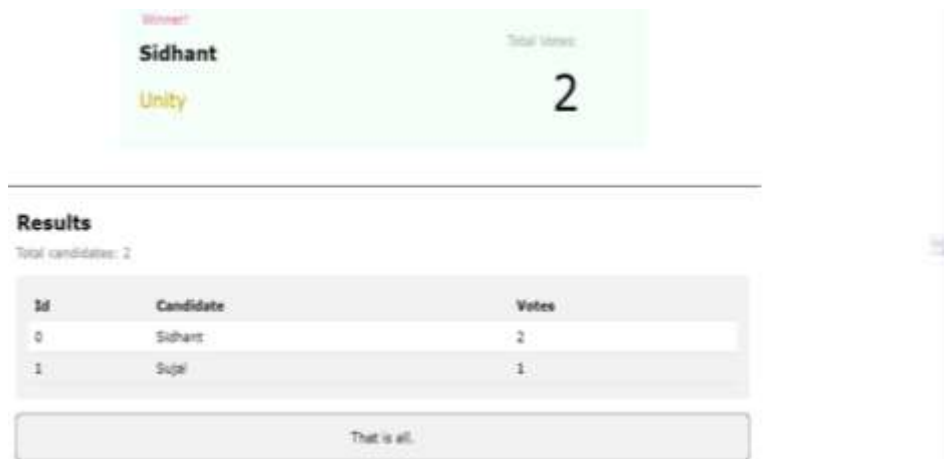 Winner!
Sidhant
Total Votes:
Unity
2
Results
Total candidates: 2
Id Candidate Votes
0 Sidhant 2
1 Sujal 1
That is all.